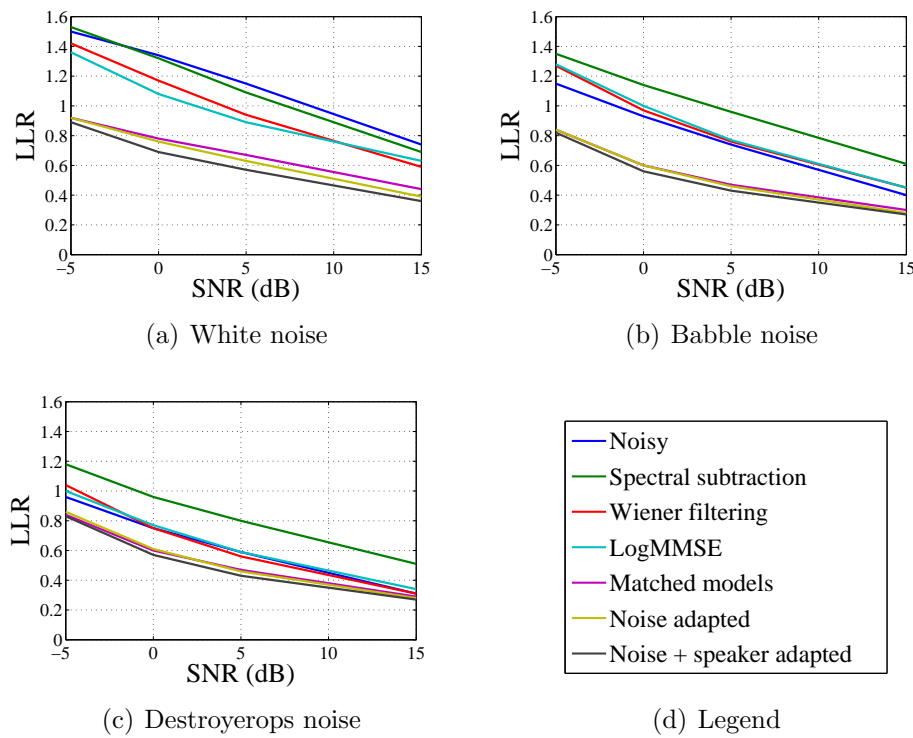 1.6
1.4
1.2
1
0.8
0.6
0.4
0.2
0
LLR
−5 0 5 10 15
SNR (dB)
(a) White noise
1.6
1.4
1.2
1
0.8
0.6
0.4
0.2
0
LLR
−5 0 5 10 15
SNR (dB)
(b) Babble noise
1.6
1.4
1.2
1
0.8
0.6
0.4
0.2
0
LLR
−5 0 5 10 15
SNR (dB)
(c) Destroyerops noise
Noisy
Spectral subtraction
Wiener filtering
LogMMSE
Matched models
Noise adapted
Noise + speaker adapted
(d) Legend